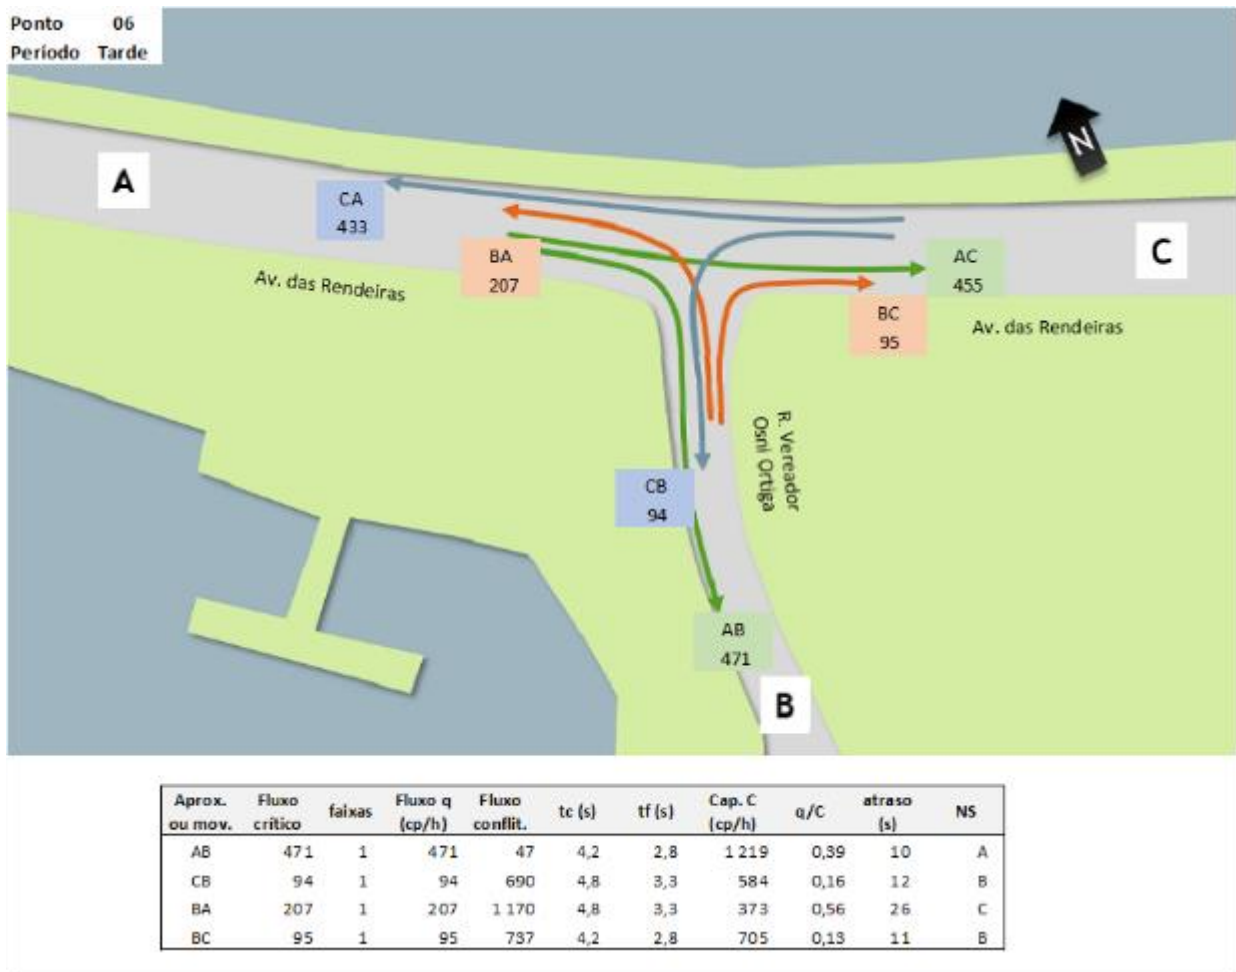 Ponto 06
Período Tarde
N
A
CA
433
BA
207
AC
455
C
BC
95
Av. das Rendeiras
Av. das Rendeiras
R. Vereador
Osni Ortiga
CB
94
AB
471
B
Aprox. ou mov. Fluxo crítico faixas Fluxo q (cp/h) Fluxo conflit. tc (s) tf (s) Cap. C (cp/h) q/C atraso (s) NS
AB 471 1 471 47 4,2 2,8 1 219 0,39 10 A
CB 94 1 94 690 4,8 3,3 584 0,16 12 B
BA 207 1 207 1 170 4,8 3,3 373 0,56 26 C
BC 95 1 95 737 4,2 2,8 705 0,13 11 B